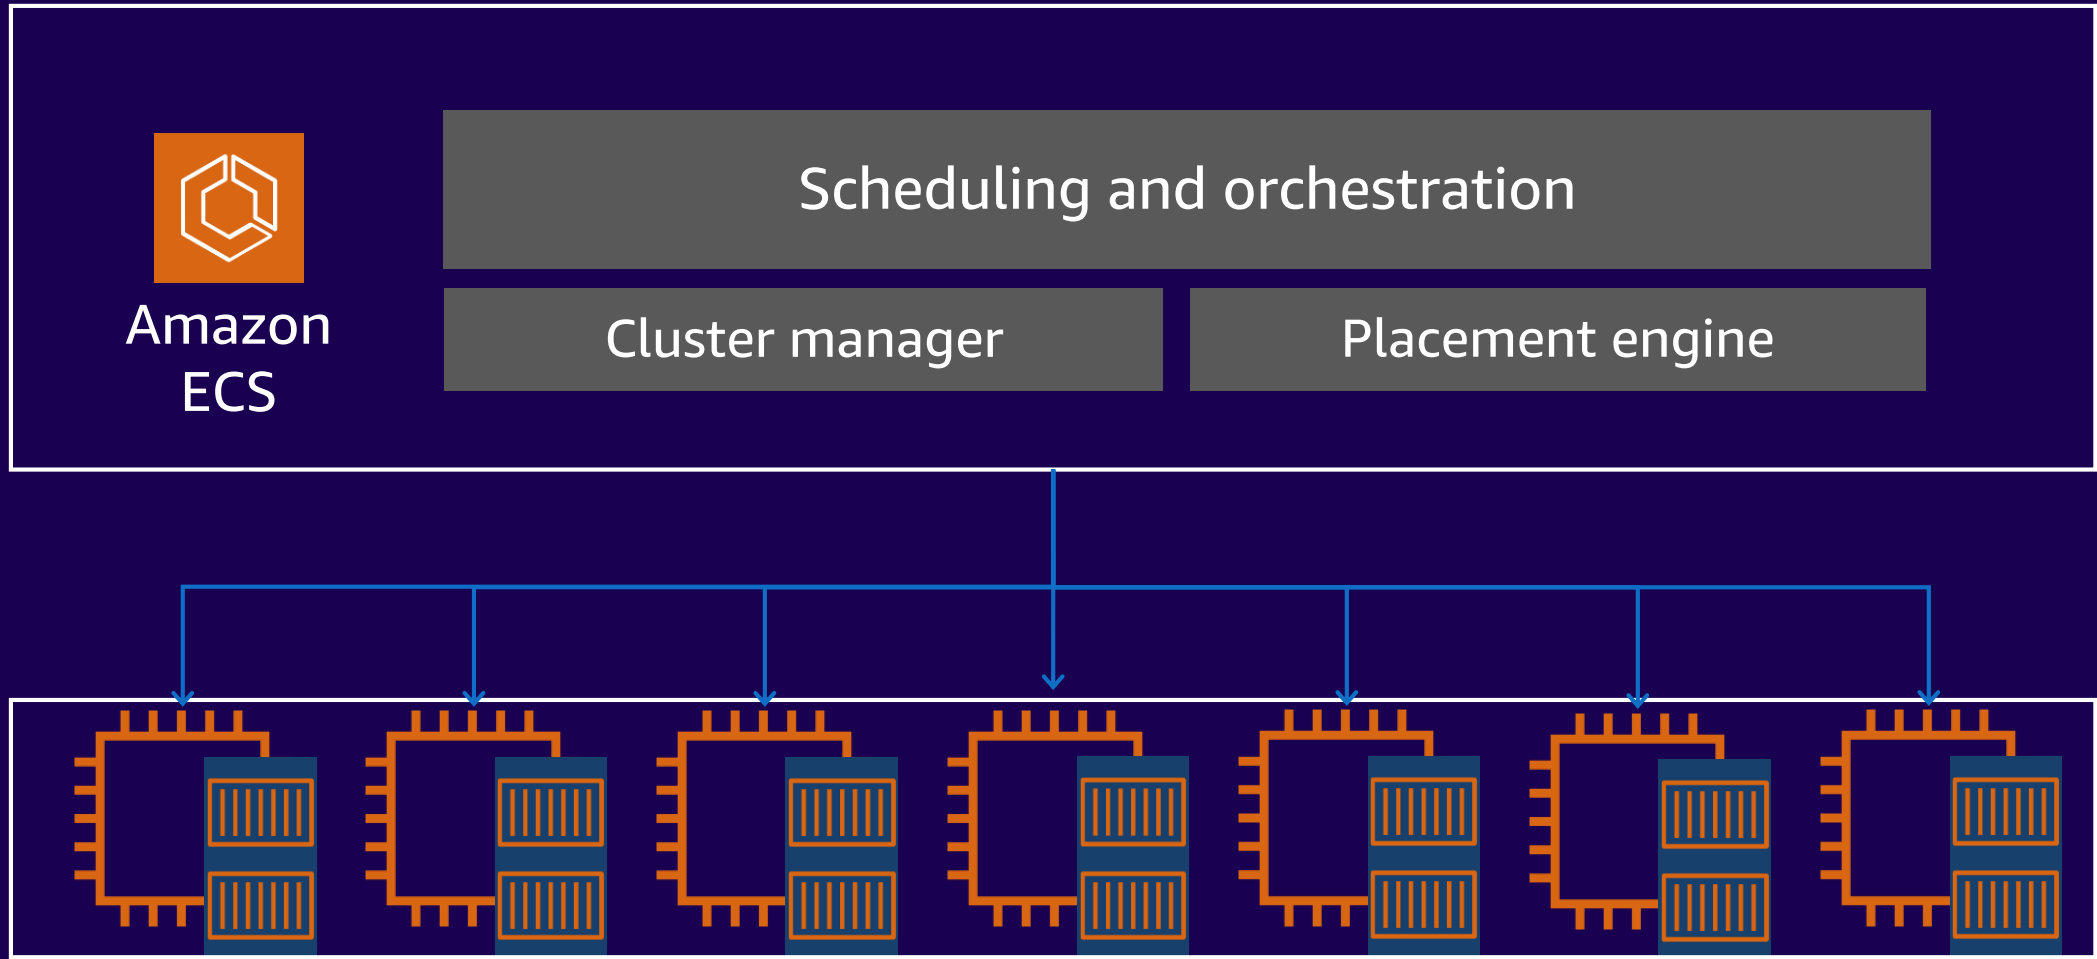 Scheduling and orchestration
Amazon
ECS
Cluster manager
Placement engine